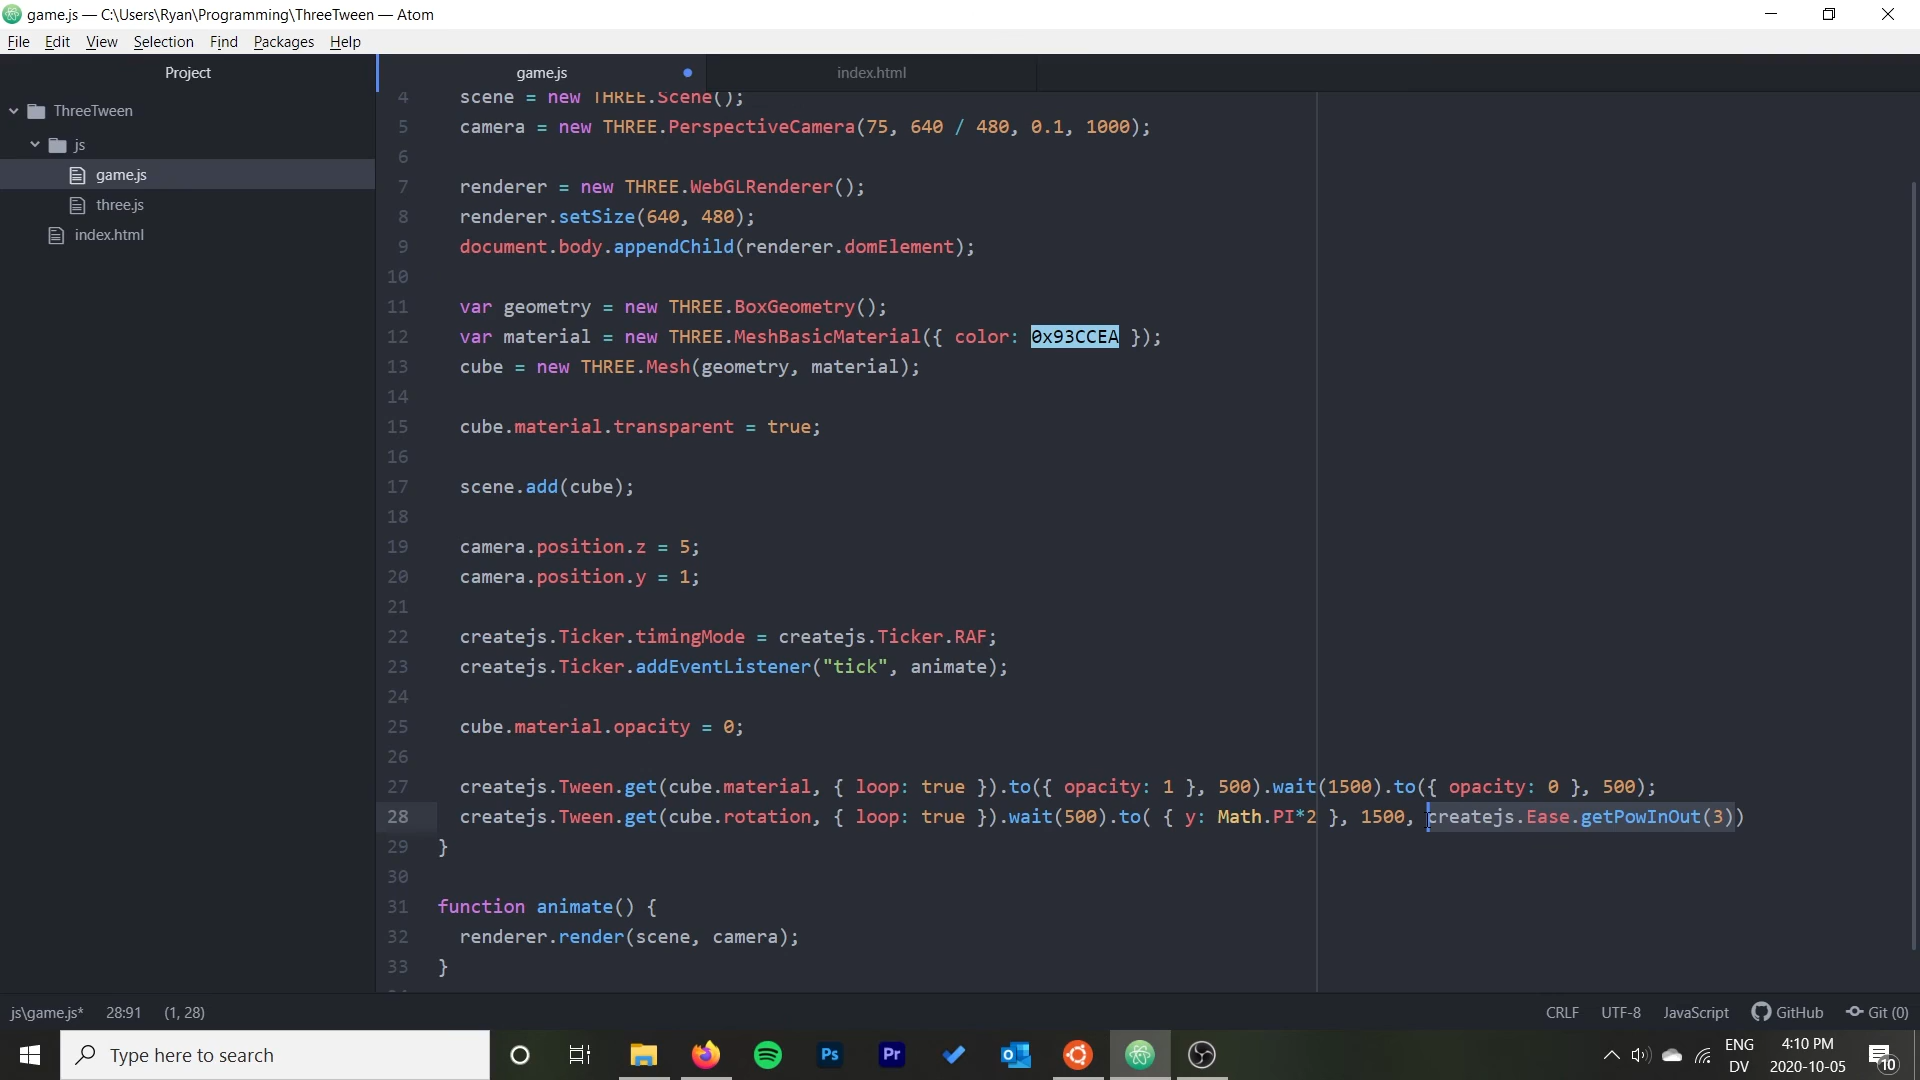 game.js — C:\Users\Ryan\Programming\ThreeTween — Atom
File Edit View Selection Find Packages Help
Project
game.js
index.html
ThreeTween
js
game.js
three.js
index.html
4 scene = new THREE.Scene();
5 camera = new THREE.PerspectiveCamera(75, 640 / 480, 0.1, 1000);
6
7 renderer = new THREE.WebGLRenderer();
8 renderer.setSize(640, 480);
9 document.body.appendChild(renderer.domElement);
10
11 var geometry = new THREE.BoxGeometry();
12 var material = new THREE.MeshBasicMaterial({ color: 0x93CCEA });
13 cube = new THREE.Mesh(geometry, material);
14
15 cube.material.transparent = true;
16
17 scene.add(cube);
18
19 camera.position.z = 5;
20 camera.position.y = 1;
21
22 createjs.Ticker.timingMode = createjs.Ticker.RAF;
23 createjs.Ticker.addEventListener("tick", animate);
24
25 cube.material.opacity = 0;
26
27 createjs.Tween.get(cube.material, { loop: true }).to({ opacity: 1 }, 500).wait(1500).to({ opacity: 0 }, 500);
28 createjs.Tween.get(cube.rotation, { loop: true }).wait(500).to( { y: Math.PI*2 }, 1500, createjs.Ease.getPowInOut(3))
29 }
30
31 function animate() {
32 renderer.render(scene, camera);
33 }
js\game.js* 28:91 (1, 28)
CRLF UTF-8 JavaScript GitHub Git (0)
Type here to search
Ps
Pr
ENG
DV
4:10 PM
2020-10-05
10